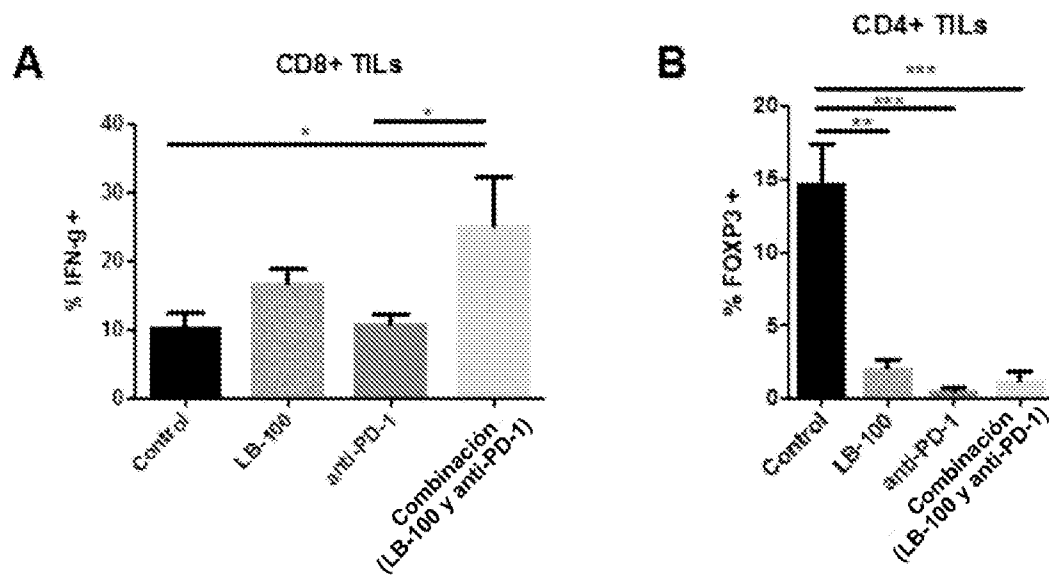 A
CD8+ TILs
% IFN-g +
40
30
20
10
0
*
*
Control
LB-100
anti-PD-1
Combinación
(LB-100 y anti-PD-1)
B
CD4+ TILs
% FOXP3 +
20
15
10
5
0
***
***
**
Control
LB-100
anti-PD-1
Combinación
(LB-100 y anti-PD-1)